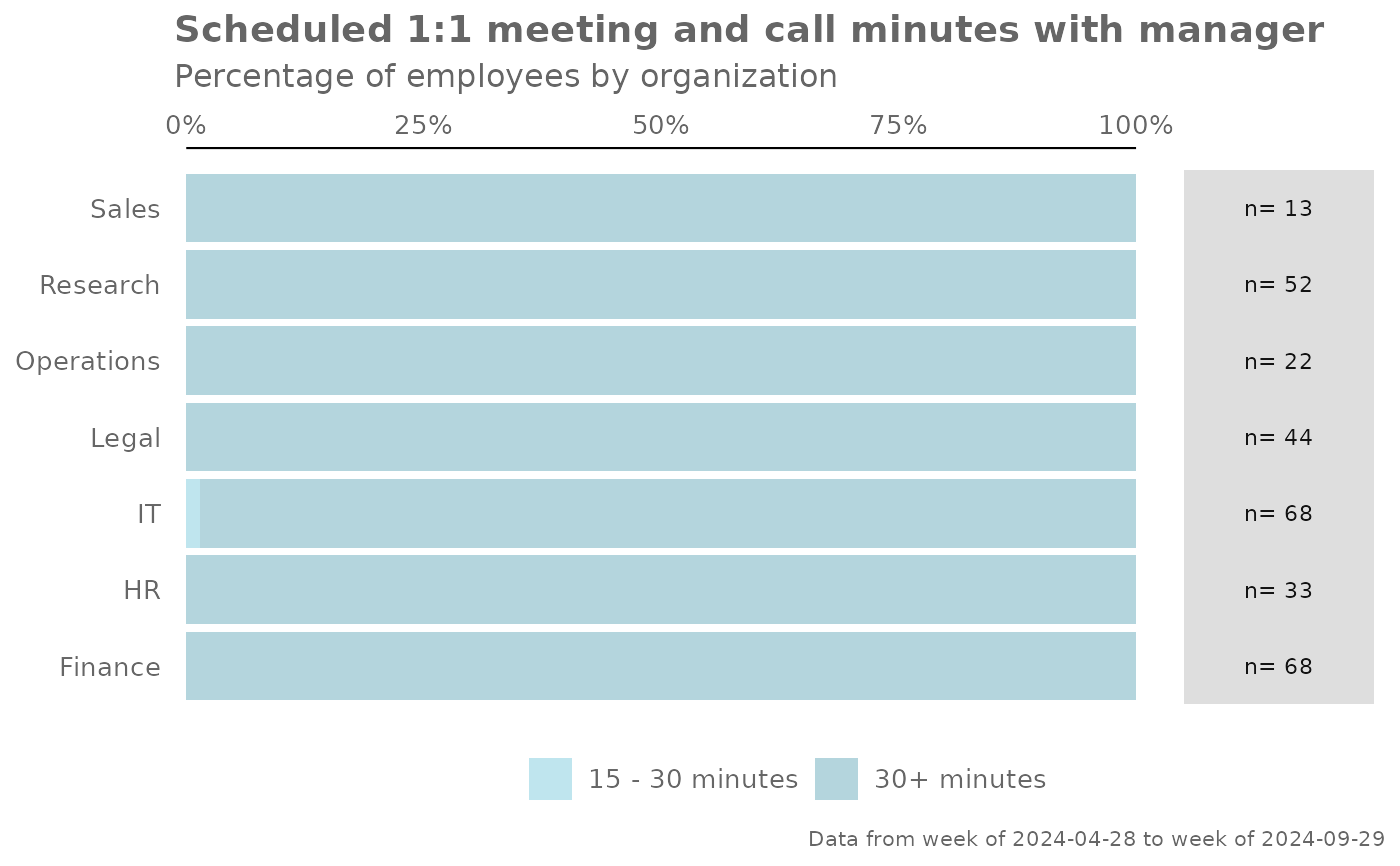 Scheduled 1:1 meeting and call minutes with manager
Percentage of employees by organization
0% 25% 50% 75% 100%
Sales n= 13
Research n= 52
Operations n= 22
Legal n= 44
IT n= 68
HR n= 33
Finance n= 68
15 - 30 minutes 30+ minutes
Data from week of 2024-04-28 to week of 2024-09-29